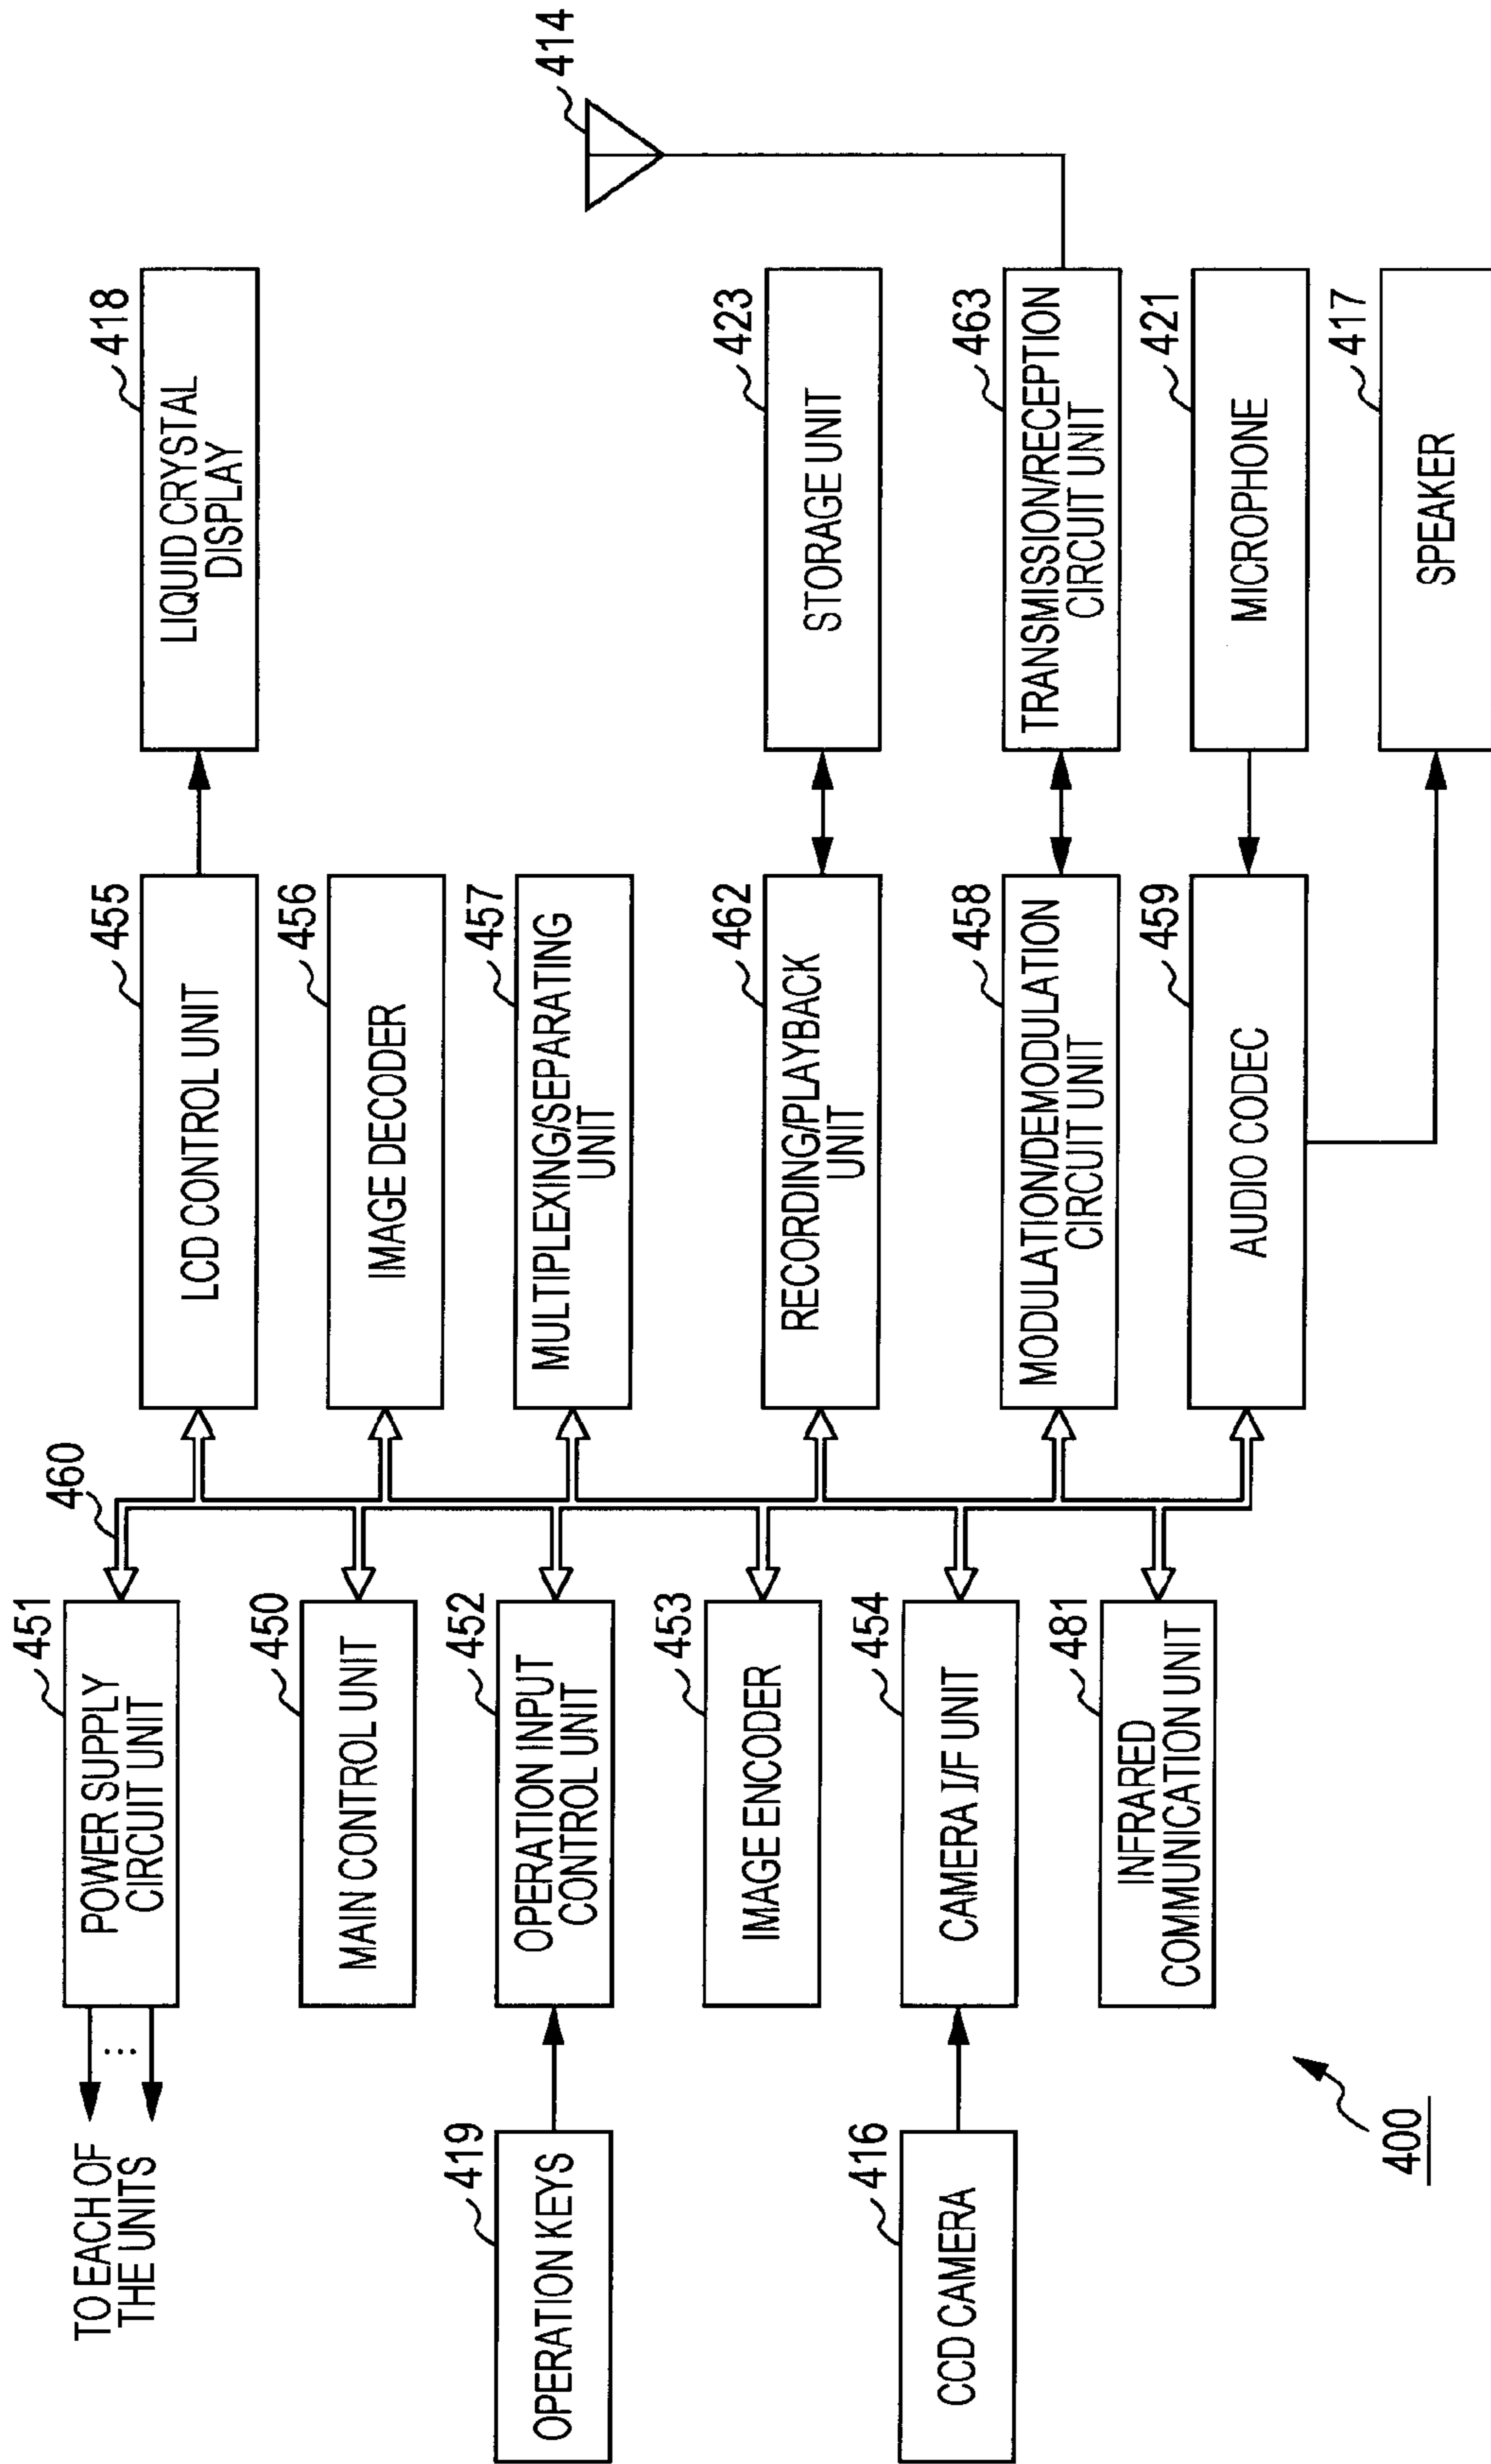 TO EACH OF
THE UNITS
451
POWER SUPPLY
CIRCUIT UNIT
460
455
LCD CONTROL UNIT
418
LIQUID CRYSTAL
DISPLAY
450
MAIN CONTROL UNIT
456
IMAGE DECODER
419
OPERATION KEYS
452
OPERATION INPUT
CONTROL UNIT
457
MULTIPLEXING/SEPARATING
UNIT
414
453
IMAGE ENCODER
462
RECORDING/PLAYBACK
UNIT
423
STORAGE UNIT
416
CCD CAMERA
454
CAMERA I/F UNIT
458
MODULATION/DEMODULATION
CIRCUIT UNIT
463
TRANSMISSION/RECEPTION
CIRCUIT UNIT
481
INFRARED
COMMUNICATION UNIT
459
AUDIO CODEC
421
MICROPHONE
417
SPEAKER
400